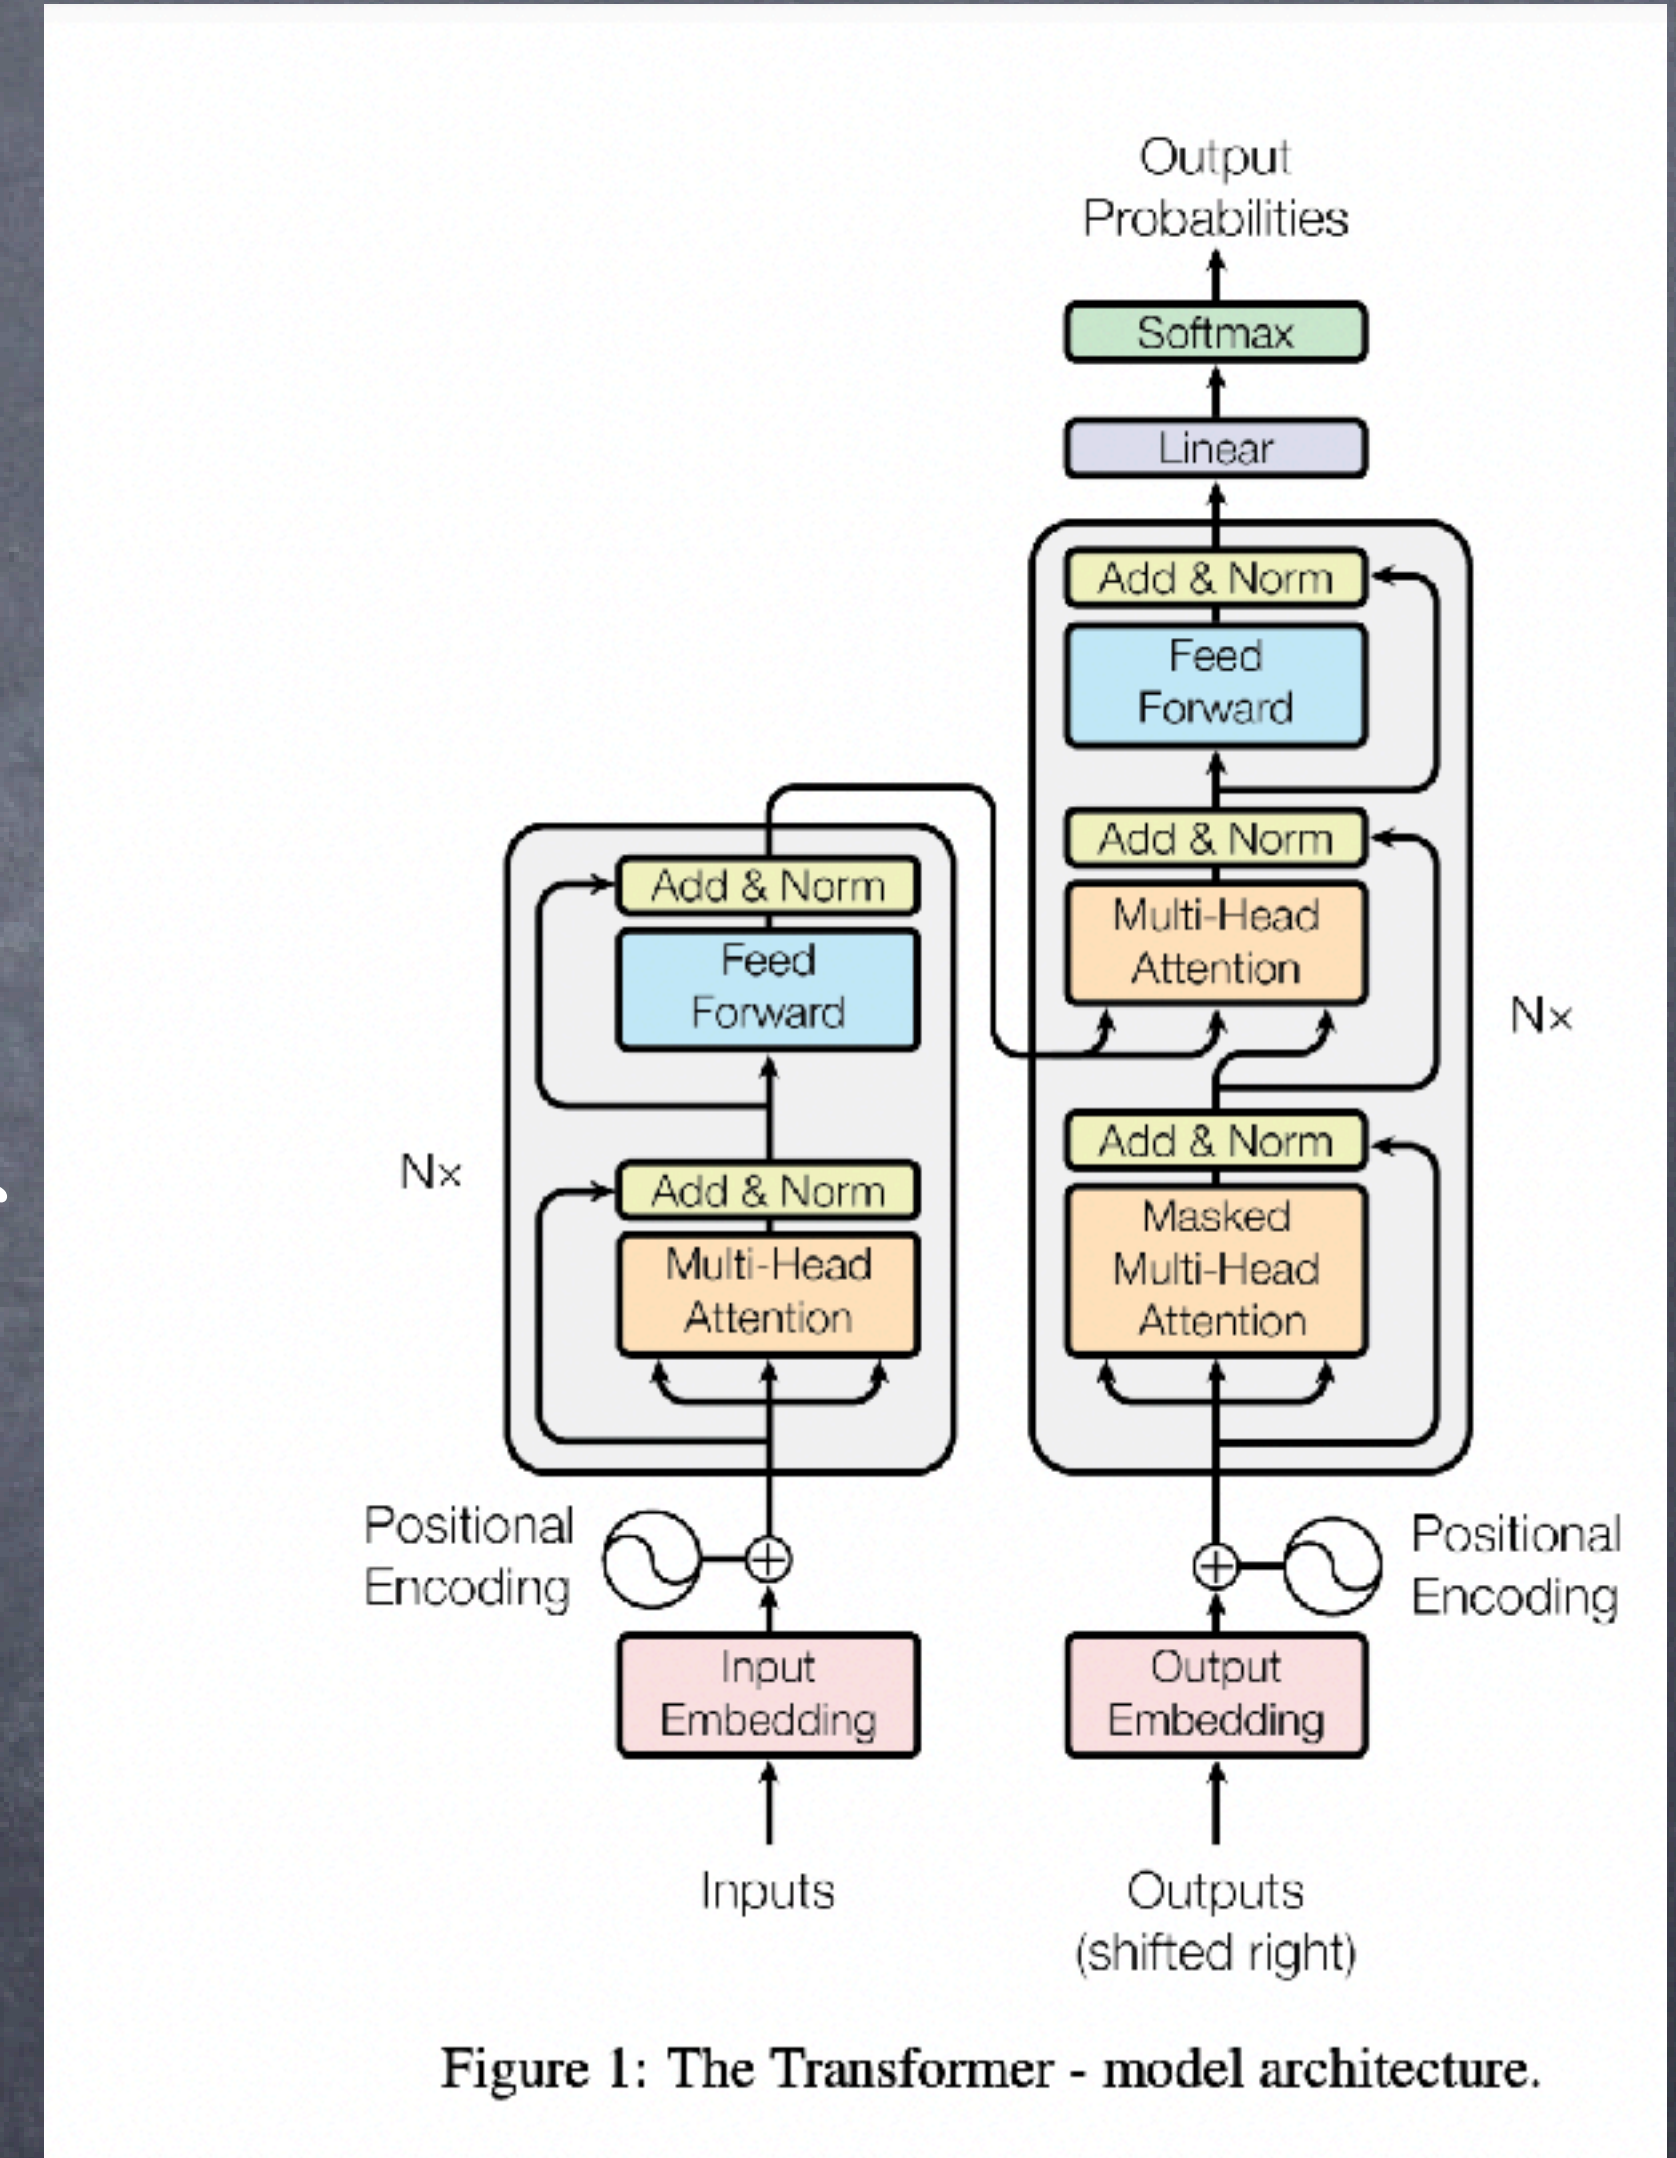 Output
Probabilities
Softmax
Linear
Add & Norm
Feed
Forward
Add & Norm
Multi-Head
Attention
Nx
Add & Norm
Masked
Multi-Head
Attention
Add & Norm
Feed
Forward
Nx
Add & Norm
Multi-Head
Attention
Positional
Encoding
Positional
Encoding
Input
Embedding
Output
Embedding
Inputs
Outputs
(shifted right)
Figure 1: The Transformer - model architecture.